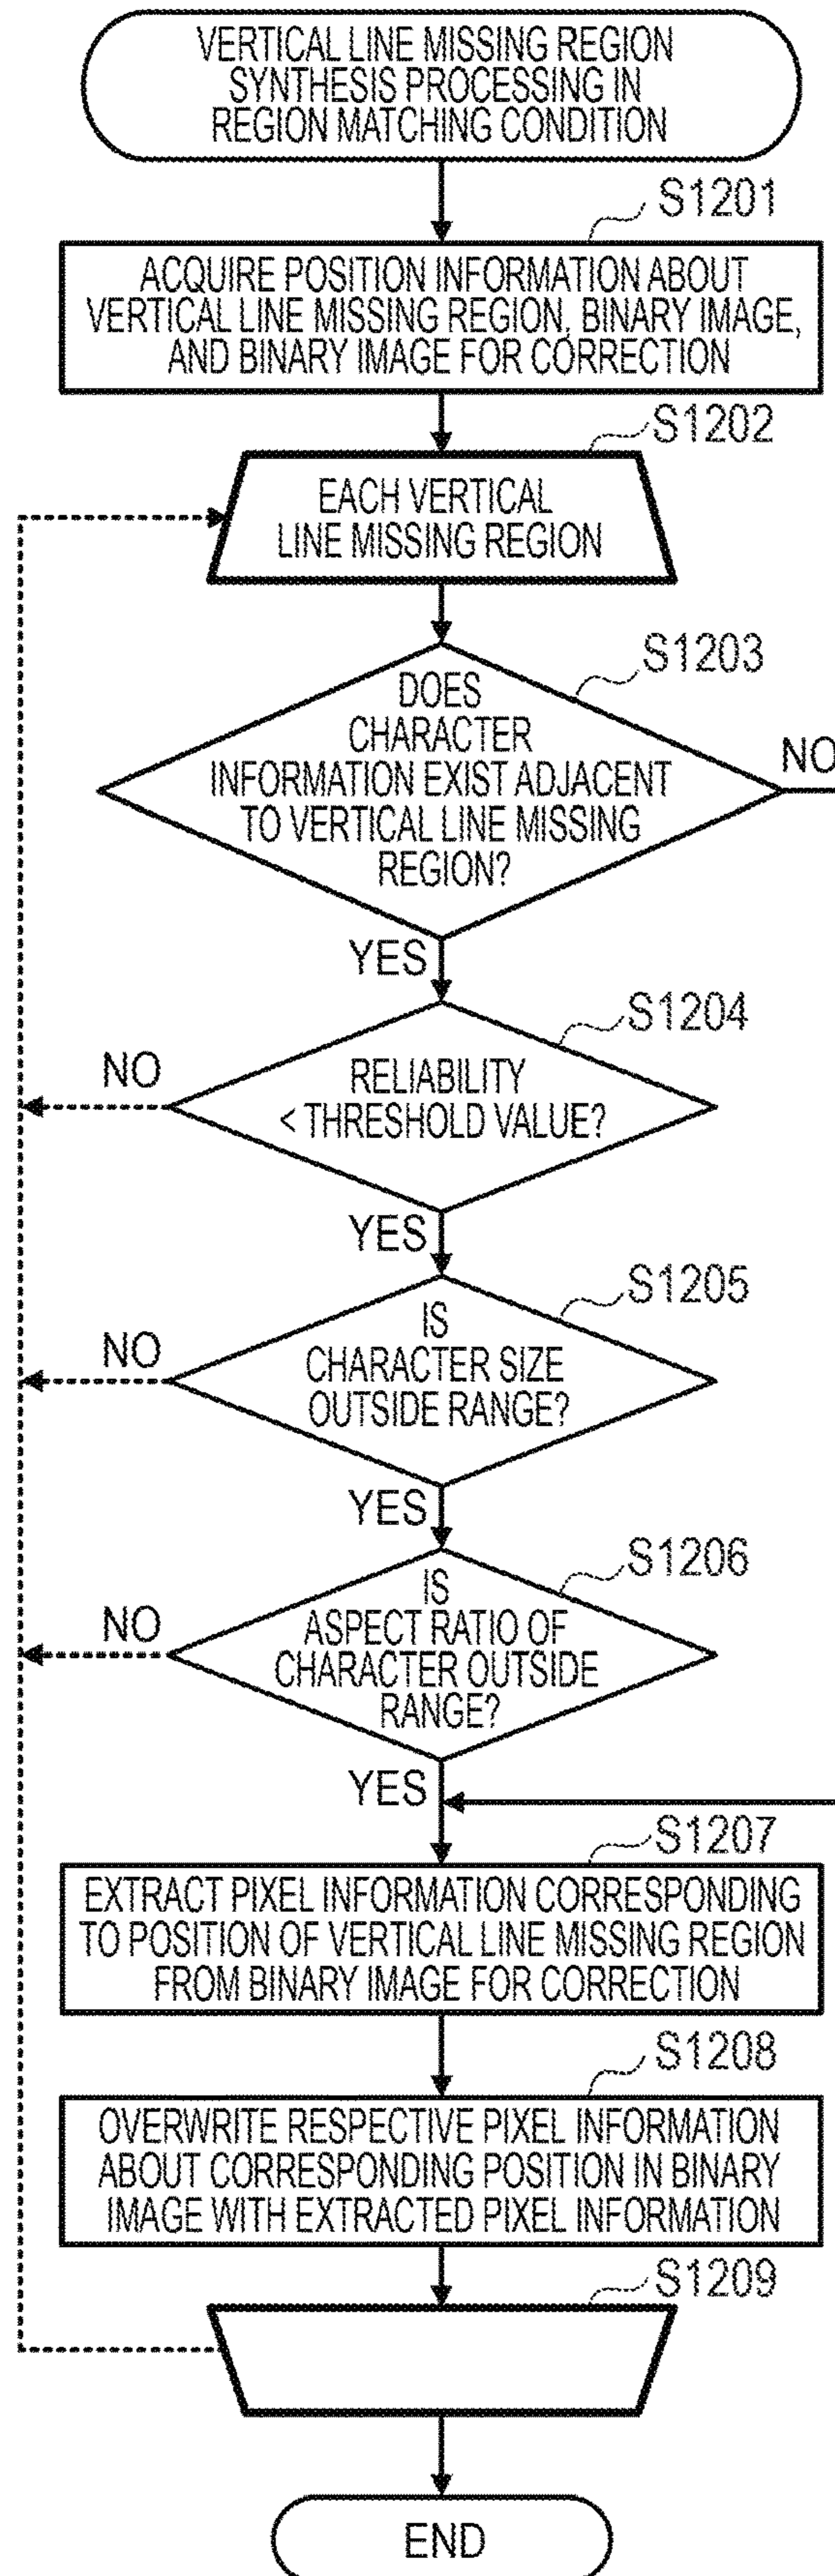 VERTICAL LINE MISSING REGION
SYNTHESIS PROCESSING IN
REGION MATCHING CONDITION
S1201
ACQUIRE POSITION INFORMATION ABOUT
VERTICAL LINE MISSING REGION, BINARY IMAGE,
AND BINARY IMAGE FOR CORRECTION
S1202
EACH VERTICAL
LINE MISSING REGION
S1203
DOES
CHARACTER
INFORMATION EXIST ADJACENT
TO VERTICAL LINE MISSING
REGION?
NO
YES
S1204
RELIABILITY
< THRESHOLD VALUE?
NO
YES
S1205
IS
CHARACTER SIZE
OUTSIDE RANGE?
NO
YES
S1206
IS
ASPECT RATIO OF
CHARACTER OUTSIDE
RANGE?
NO
YES
S1207
EXTRACT PIXEL INFORMATION CORRESPONDING
TO POSITION OF VERTICAL LINE MISSING REGION
FROM BINARY IMAGE FOR CORRECTION
S1208
OVERWRITE RESPECTIVE PIXEL INFORMATION
ABOUT CORRESPONDING POSITION IN BINARY
IMAGE WITH EXTRACTED PIXEL INFORMATION
S1209
END